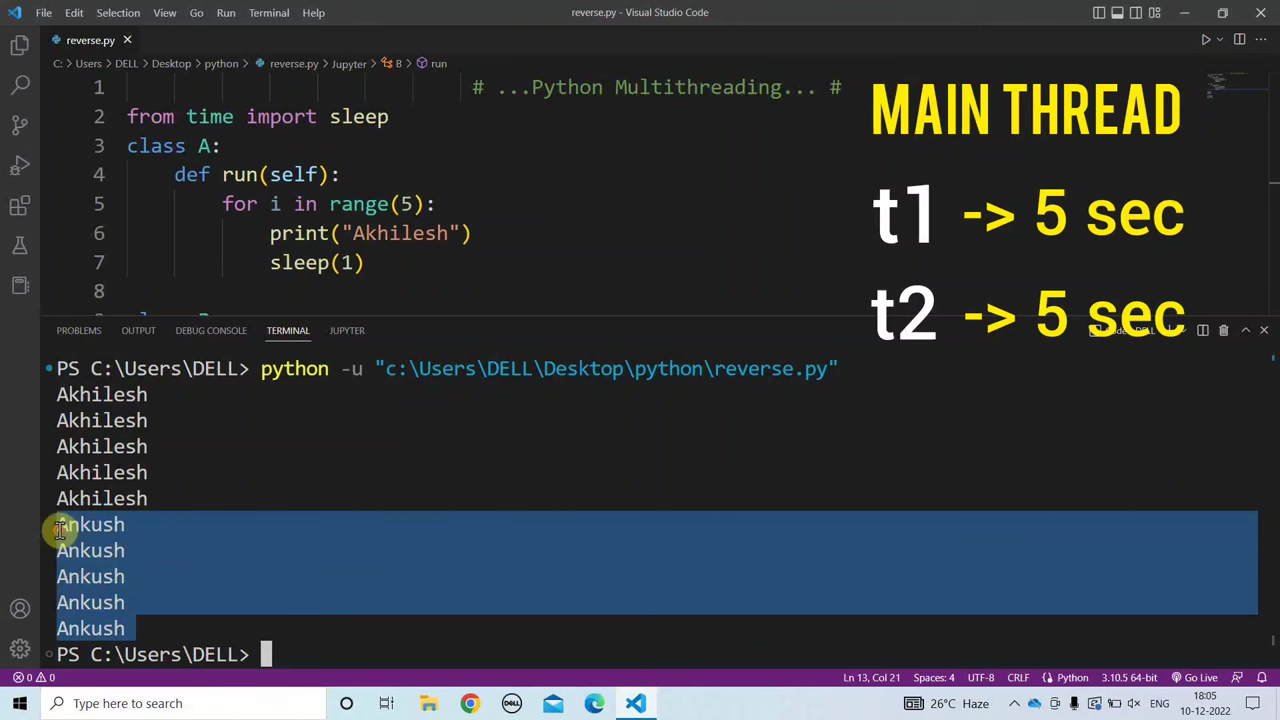 File Edit Selection View Go Run Terminal Help reverse.py - Visual Studio Code
reverse.py
C: > Users > DELL > Desktop > python > reverse.py > Jupyter > B > run
1 # ...Python Multithreading... #
2 from time import sleep
3 class A:
4 def run(self):
5 for i in range(5):
6 print("Akhilesh")
7 sleep(1)
8
MAIN THREAD
t1 -> 5 sec
t2 -> 5 sec
PROBLEMS OUTPUT DEBUG CONSOLE TERMINAL JUPYTER
PS C:\Users\DELL> python -u "c:\Users\DELL\Desktop\python\reverse.py"
Akhilesh
Akhilesh
Akhilesh
Akhilesh
Akhilesh
Ankush
Ankush
Ankush
Ankush
Ankush
PS C:\Users\DELL>
0 0 Ln 13, Col 21 Spaces: 4 UTF-8 CRLF Python 3.10.5 64-bit Go Live
Type here to search DELL 26°C Haze ENG 18:05
10-12-2022